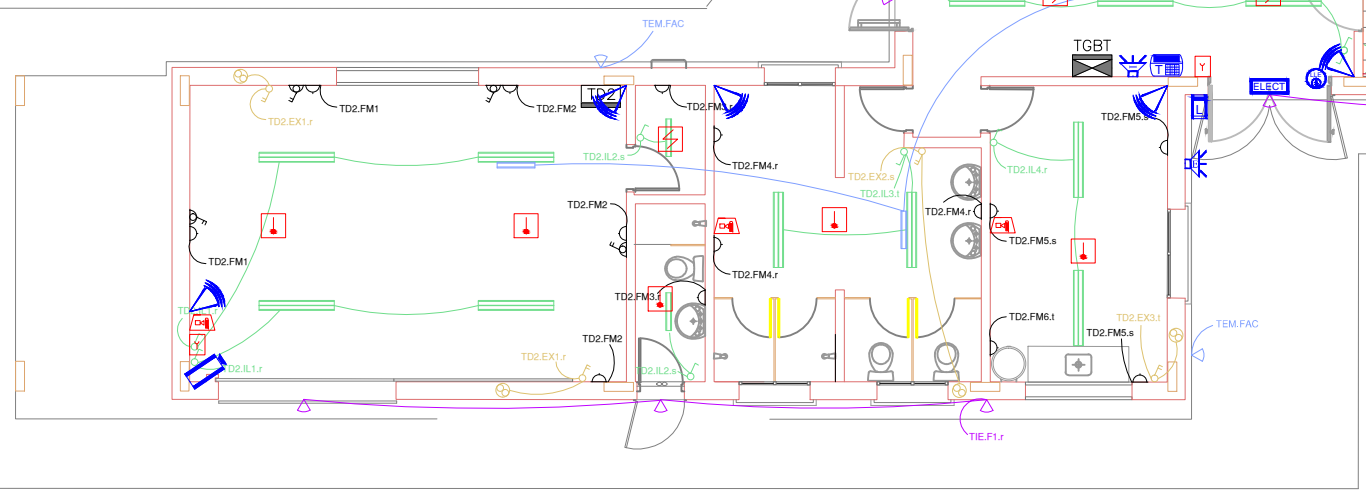 TEM.FAC
TGBT
T
Y
ELECT
L
TD2
TD2.FM1
TD2.FM2
TD2.FM3.r
TD2.FM5.s
TD2.EX1.r
TD2.IL2.s
TD2.FM4.r
TD2.EX2.s
TD2.IL3.t
TD2.IL4.r
TD2.FM2
TD2.FM4.r
TD2.FM5.s
TD2.FM1
TD2.FM4.r
TD2.FM3.r
TD2.FM6.t
TD2.EX3.t
TEM.FAC
TD2.FM5.s
Y
TD2.FM2
TD2.EX1.r
TD2.IL1.r
TD2.IL2.s
TIE.F1.r